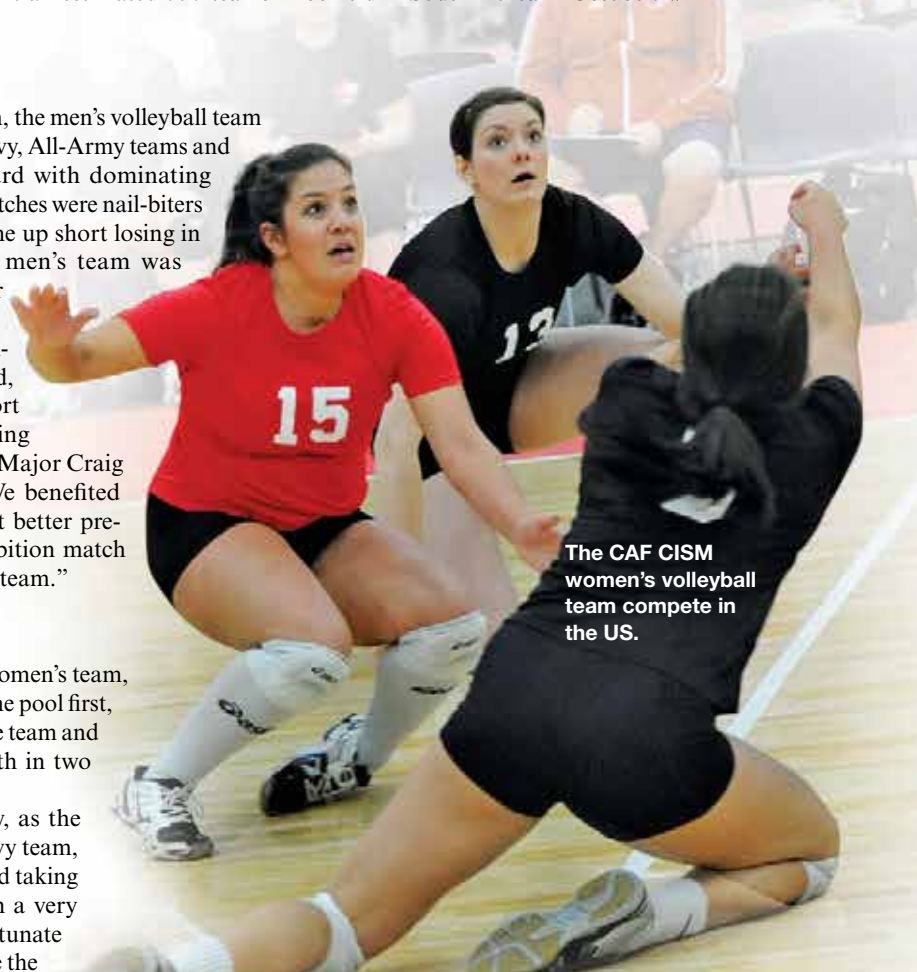 , the men’s volleyball team
vy, All-Army teams and
rd with dominating
tches were nail-biters
ne up short losing in
men’s team was
r
-
d,
ort
ing
Major Craig
Ve benefited
t better pre-
bition match
team.”
omen’s team,
ne pool first,
e team and
th in two
y, as the
vy team,
d taking
n a very
rtunate
e the
15
13
The CAF CISM
women’s volleyball
team compete in
the US.